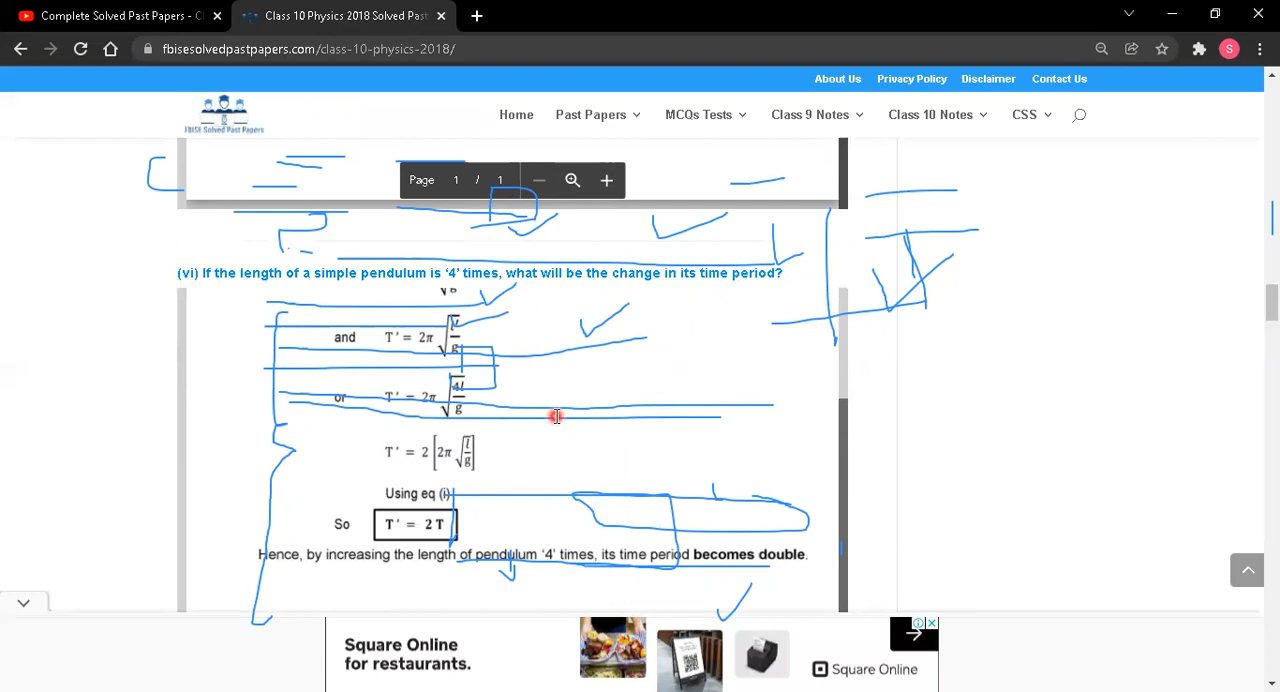 Complete Solved Past Papers - C
Class 10 Physics 2018 Solved Past
fbisesolvedpastpapers.com/class-10-physics-2018/
S
About Us Privacy Policy Disclaimer Contact Us
FBISE Solved Past Papers
Home Past Papers MCQs Tests Class 9 Notes Class 10 Notes CSS
Page 1 / 1
(vi) If the length of a simple pendulum is ‘4’ times, what will be the change in its time period?
and T' = 2π √(l'/g)
or T' = 2π √(4l/g)
T' = 2 [2π √(l/g)]
Using eq (i)
So T' = 2 T
Hence, by increasing the length of pendulum ‘4’ times, its time period becomes double.
Square Online
for restaurants.
Square Online